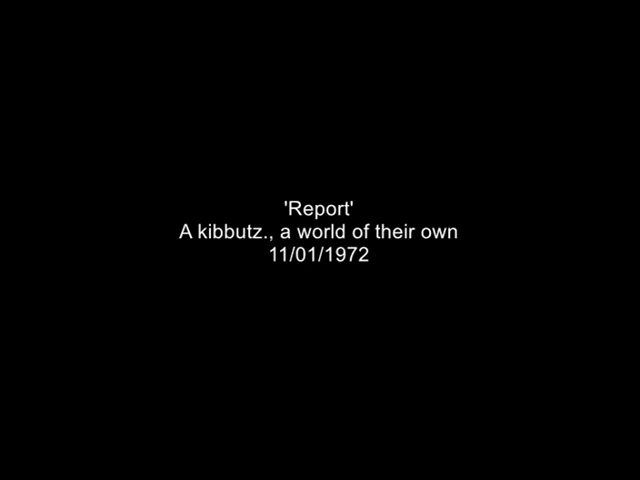 'Report'
A kibbutz., a world of their own
11/01/1972